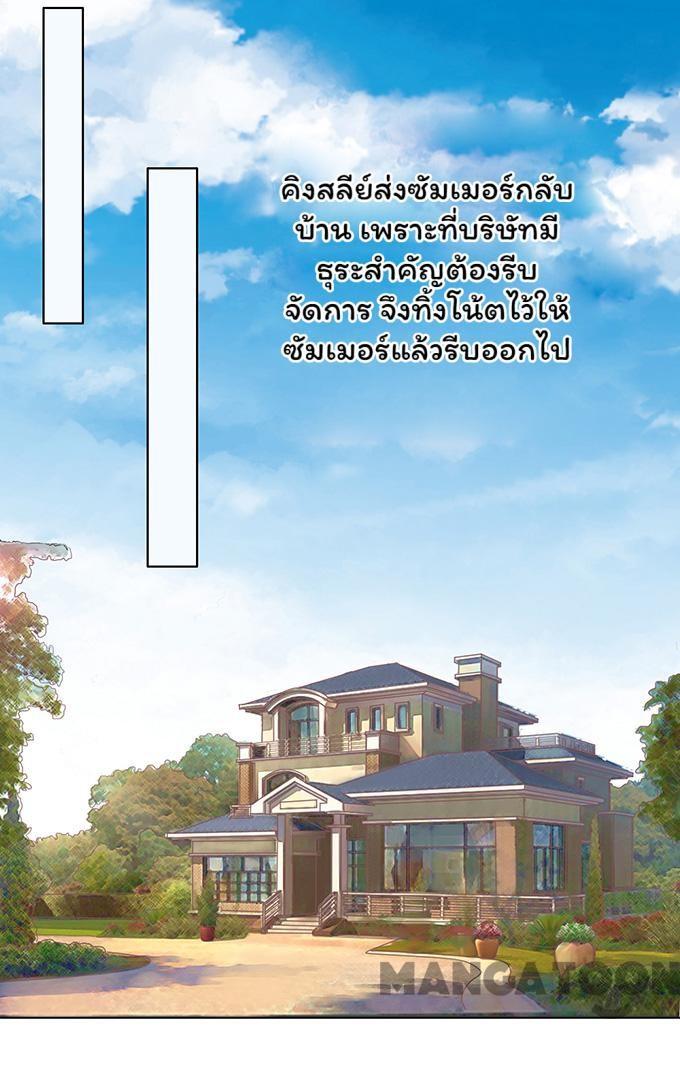 คิงสลีย์ส่งซัมเมอร์กลับ
บ้าน เพราะที่บริษัทมี
ธุระสำคัญต้องรีบ
จัดการ จึงทิ้งโน้ตไว้ให้
ซัมเมอร์แล้วรีบออกไป
MANGATOON